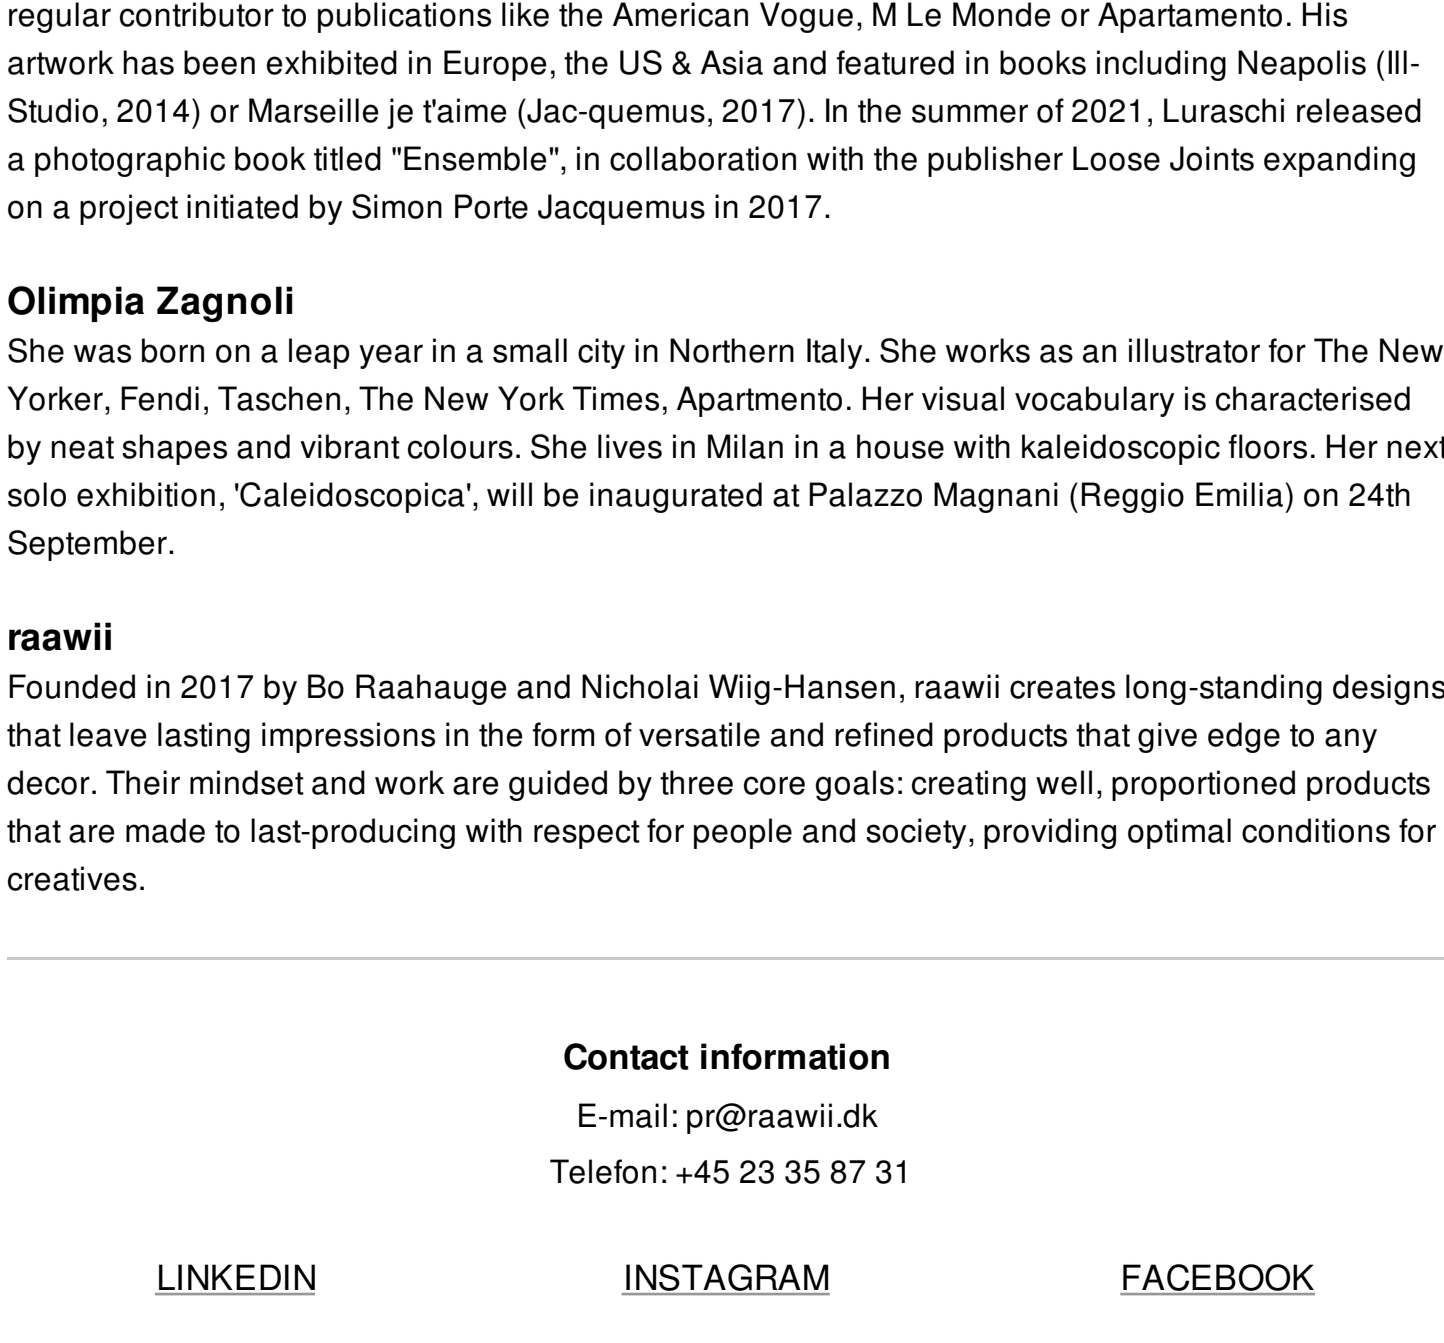 regular contributor to publications like the American Vogue, M Le Monde or Apartamento. His
artwork has been exhibited in Europe, the US & Asia and featured in books including Neapolis (Ill-
Studio, 2014) or Marseille je t'aime (Jac-quemus, 2017). In the summer of 2021, Luraschi released
a photographic book titled "Ensemble", in collaboration with the publisher Loose Joints expanding
on a project initiated by Simon Porte Jacquemus in 2017.
Olimpia Zagnoli
She was born on a leap year in a small city in Northern Italy. She works as an illustrator for The New
Yorker, Fendi, Taschen, The New York Times, Apartmento. Her visual vocabulary is characterised
by neat shapes and vibrant colours. She lives in Milan in a house with kaleidoscopic floors. Her next
solo exhibition, 'Caleidoscopica', will be inaugurated at Palazzo Magnani (Reggio Emilia) on 24th
September.
raawii
Founded in 2017 by Bo Raahauge and Nicholai Wiig-Hansen, raawii creates long-standing designs
that leave lasting impressions in the form of versatile and refined products that give edge to any
decor. Their mindset and work are guided by three core goals: creating well, proportioned products
that are made to last-producing with respect for people and society, providing optimal conditions for
creatives.
Contact information
E-mail: pr@raawii.dk
Telefon: +45 23 35 87 31
LINKEDIN INSTAGRAM FACEBOOK